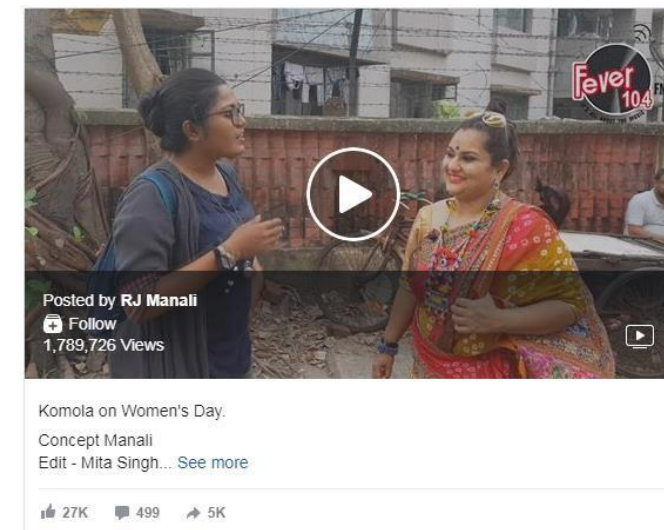 Fever
104
FM
Posted by RJ Manali
Follow
1,789,726 Views
Komola on Women's Day.
Concept Manali
Edit - Mita Singh... See more
27K 499 5K